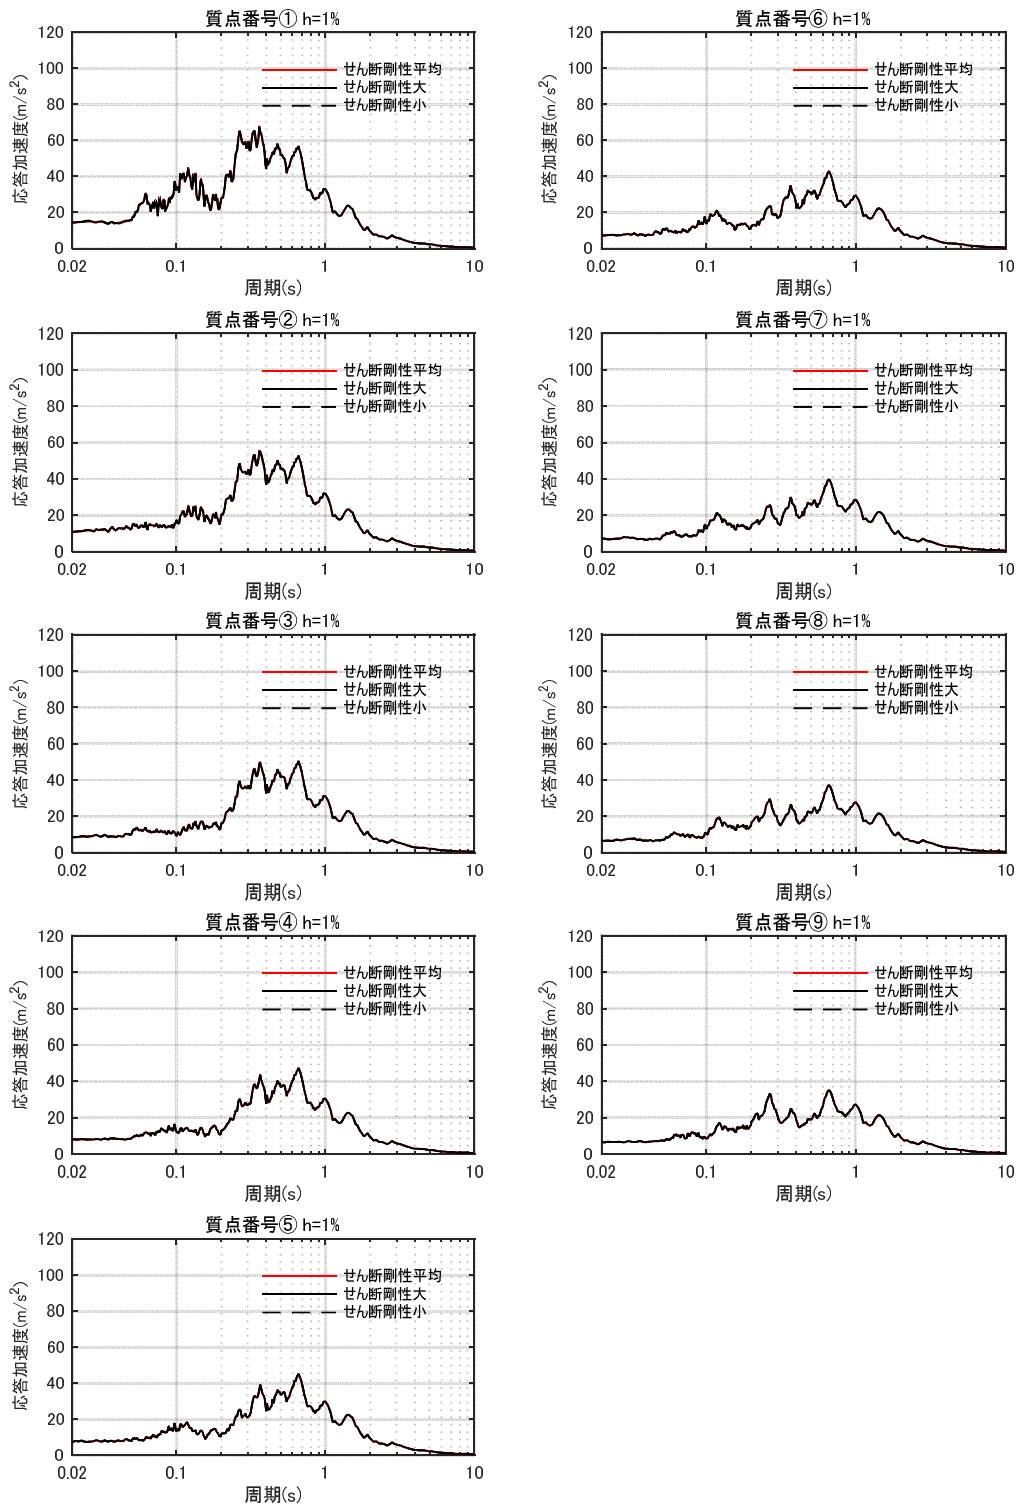 質点番号① h=1%
120
100
80
60
40
20
0
応答加速度(m/s²)
せん断剛性平均
せん断剛性大
せん断剛性小
0.02 0.1 1 10
周期(s)
質点番号② h=1%
120
100
80
60
40
20
0
応答加速度(m/s²)
せん断剛性平均
せん断剛性大
せん断剛性小
0.02 0.1 1 10
周期(s)
質点番号③ h=1%
120
100
80
60
40
20
0
応答加速度(m/s²)
せん断剛性平均
せん断剛性大
せん断剛性小
0.02 0.1 1 10
周期(s)
質点番号④ h=1%
120
100
80
60
40
20
0
応答加速度(m/s²)
せん断剛性平均
せん断剛性大
せん断剛性小
0.02 0.1 1 10
周期(s)
質点番号⑤ h=1%
120
100
80
60
40
20
0
応答加速度(m/s²)
せん断剛性平均
せん断剛性大
せん断剛性小
0.02 0.1 1 10
周期(s)
質点番号⑥ h=1%
120
100
80
60
40
20
0
応答加速度(m/s²)
せん断剛性平均
せん断剛性大
せん断剛性小
0.02 0.1 1 10
周期(s)
質点番号⑦ h=1%
120
100
80
60
40
20
0
応答加速度(m/s²)
せん断剛性平均
せん断剛性大
せん断剛性小
0.02 0.1 1 10
周期(s)
質点番号⑧ h=1%
120
100
80
60
40
20
0
応答加速度(m/s²)
せん断剛性平均
せん断剛性大
せん断剛性小
0.02 0.1 1 10
周期(s)
質点番号⑨ h=1%
120
100
80
60
40
20
0
応答加速度(m/s²)
せん断剛性平均
せん断剛性大
せん断剛性小
0.02 0.1 1 10
周期(s)